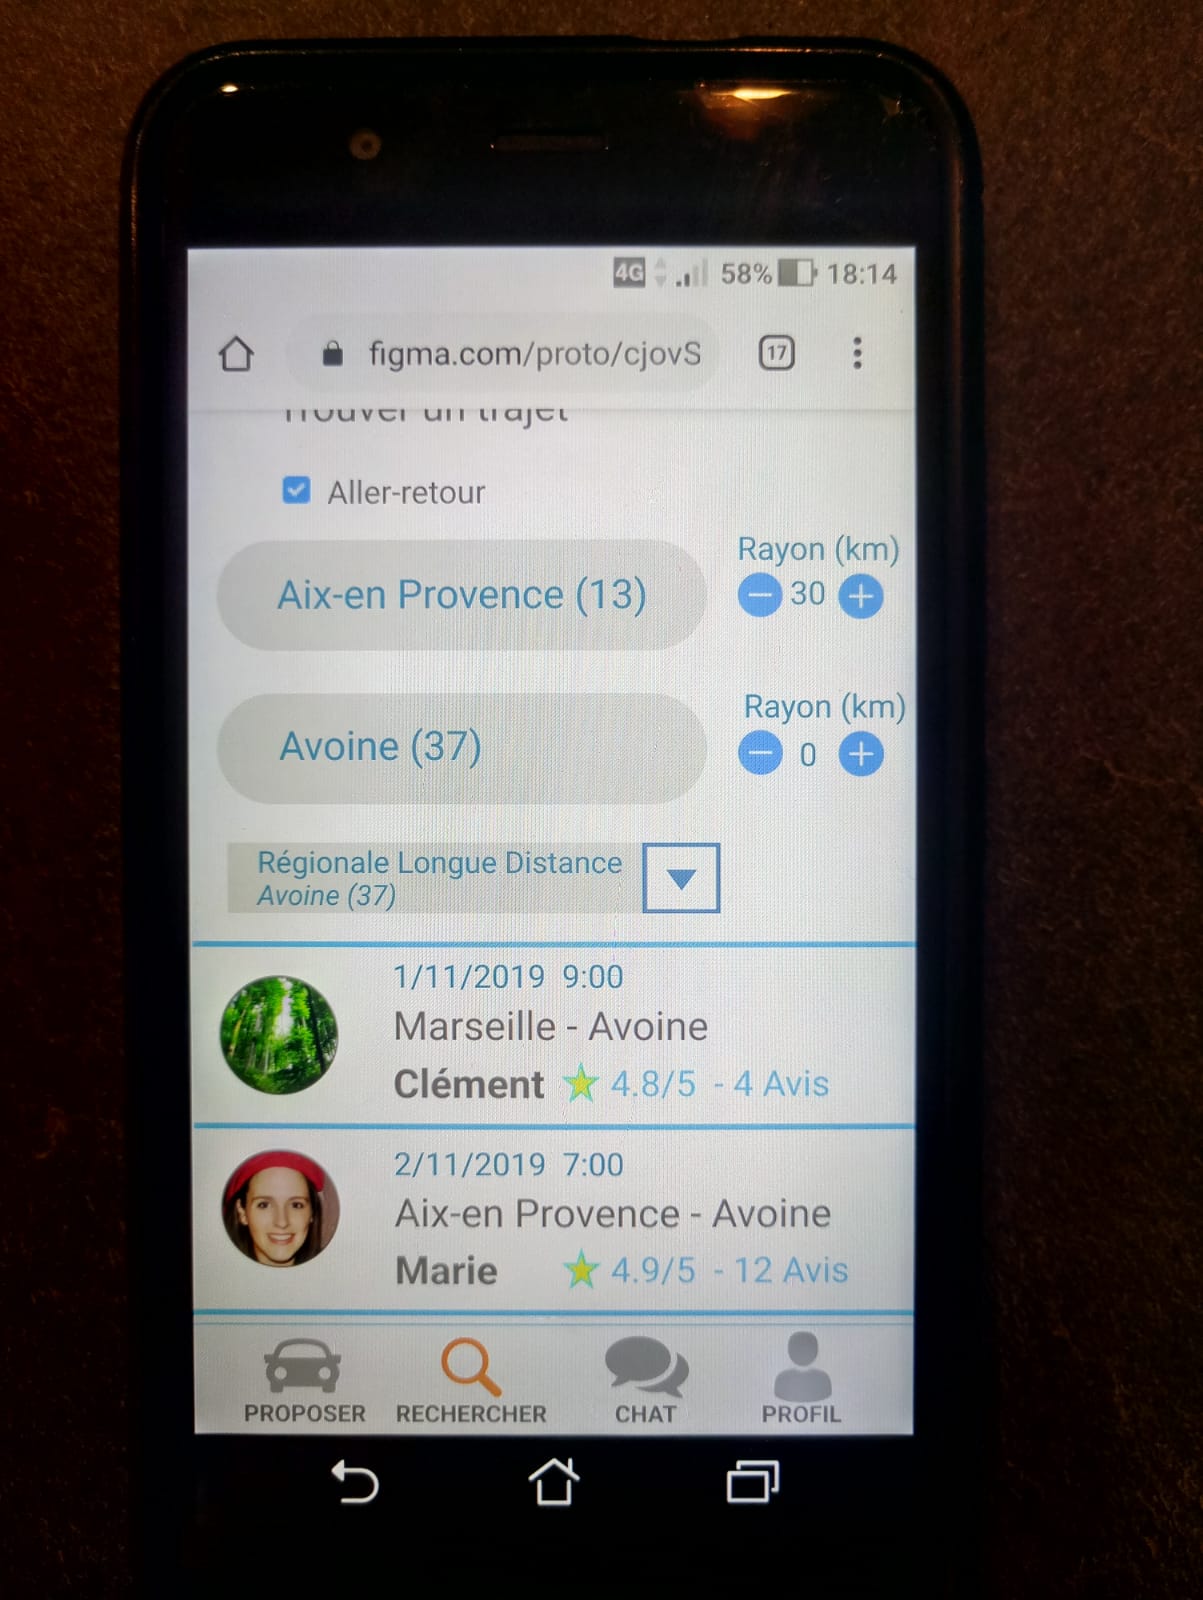 4G 58% 18:14
figma.com/proto/cjovS 17
Trouver un trajet
Aller-retour
Rayon (km)
Aix-en Provence (13) 30
Rayon (km)
Avoine (37) 0
Régionale Longue Distance
Avoine (37)
1/11/2019 9:00
Marseille - Avoine
Clément 4.8/5 - 4 Avis
2/11/2019 7:00
Aix-en Provence - Avoine
Marie 4.9/5 - 12 Avis
PROPOSER RECHERCHER CHAT PROFIL